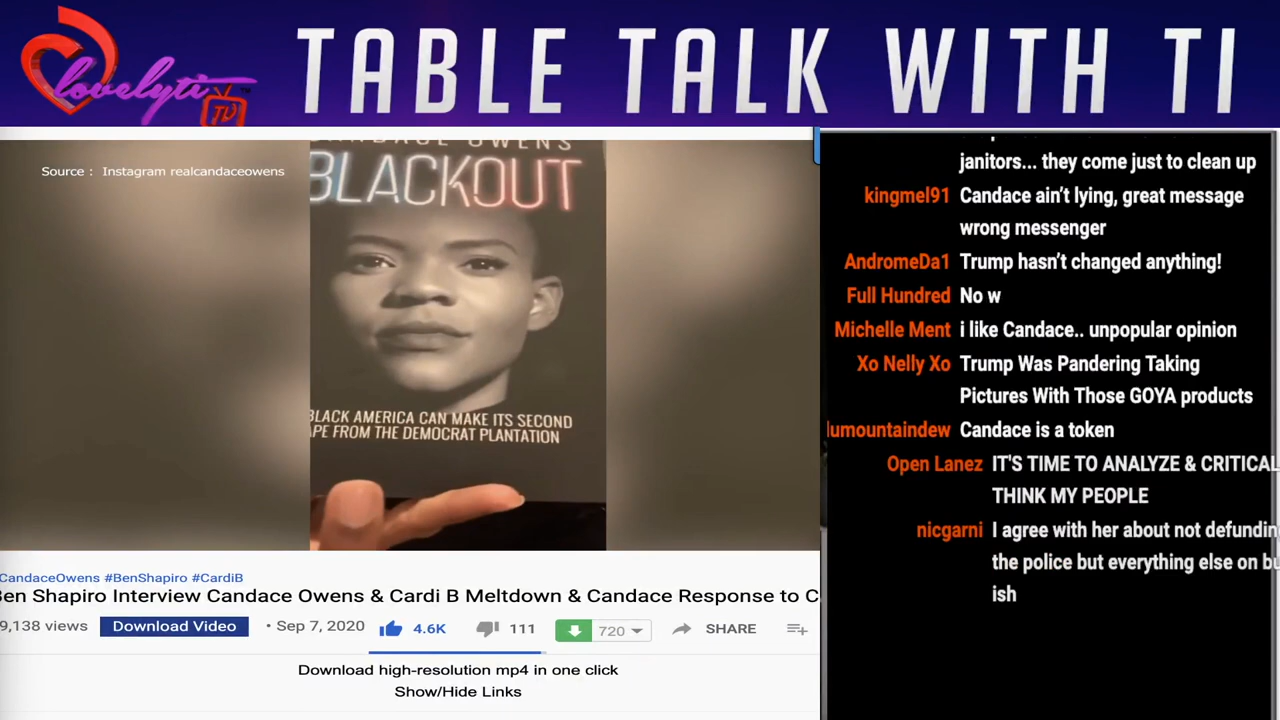 lovelyti
TV
TABLE TALK WITH TI
Source : Instagram realcandaceowens
OWENS
BLACKOUT
BLACK AMERICA CAN MAKE ITS SECOND
FROM THE DEMOCRAT PLANTATION
CandaceOwens #BenShapiro #CardiB
Ben Shapiro Interview Candace Owens & Cardi B Meltdown & Candace Response to C
9,138 views
Download Video
• Sep 7, 2020
4.6K
111
720
SHARE
Download high-resolution mp4 in one click
Show/Hide Links
janitors... they come just to clean up
kingmel91 Candace ain’t lying, great message
wrong messenger
AndromeDa1 Trump hasn’t changed anything!
Full Hundred No w
Michelle Ment i like Candace.. unpopular opinion
Xo Nelly Xo Trump Was Pandering Taking
Pictures With Those GOYA products
lumountaindew Candace is a token
Open Lanez IT'S TIME TO ANALYZE & CRITICAL
THINK MY PEOPLE
nicgarni I agree with her about not defundin
the police but everything else on bu
ish